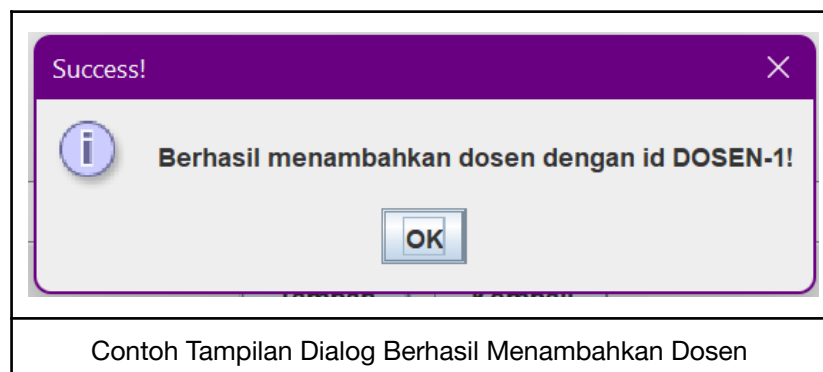 Success!
Berhasil menambahkan dosen dengan id DOSEN-1!
OK
Contoh Tampilan Dialog Berhasil Menambahkan Dosen